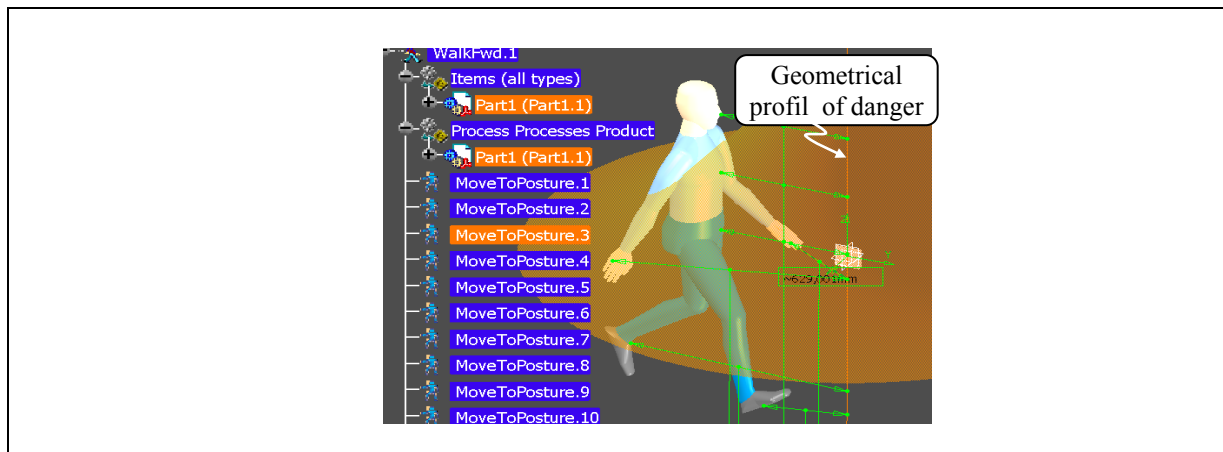 WalkFwd.1
Items (all types)
Part1 (Part1.1)
Process Processes Product
Part1 (Part1.1)
MoveToPosture.1
MoveToPosture.2
MoveToPosture.3
MoveToPosture.4
MoveToPosture.5
MoveToPosture.6
MoveToPosture.7
MoveToPosture.8
MoveToPosture.9
MoveToPosture.10
Geometrical
profil of danger
Z
Y